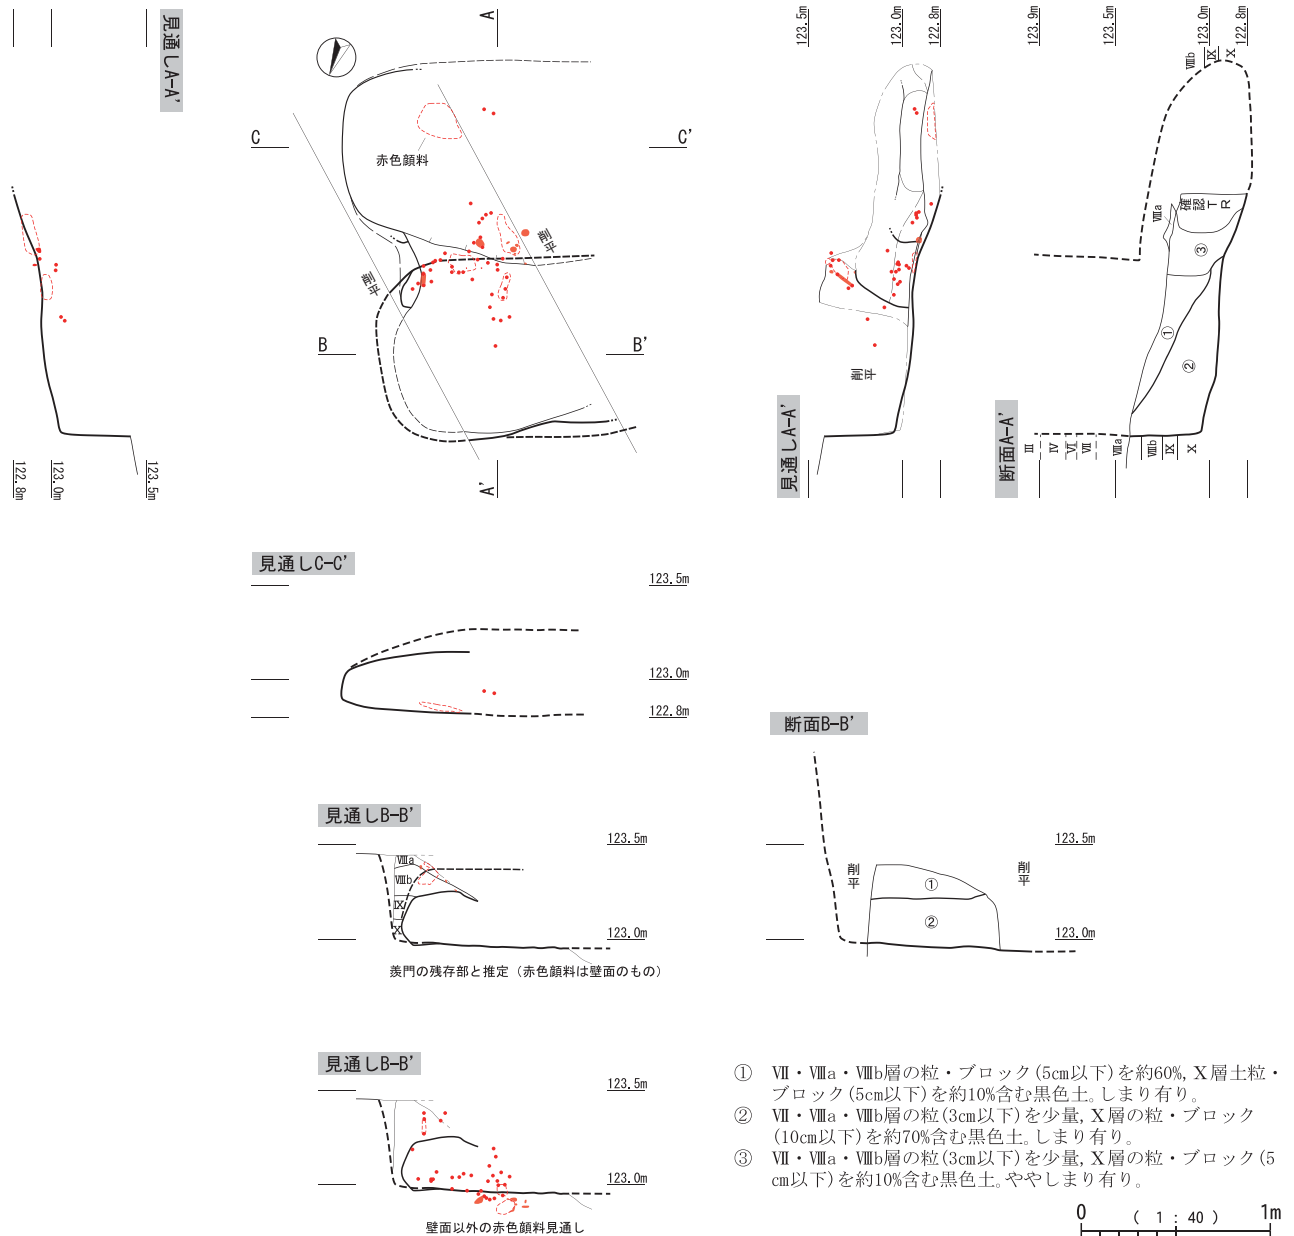 見通しA-A’
A
123.5m
123.0m
122.8m
123.9m
123.5m
123.0m
122.8m
Ⅷb
Ⅸ
Ⅹ
C
C’
赤色顔料
削平
削平
Ⅷa
確認TR
③
①
②
B
B’
削平
122.8m
123.0m
123.5m
A’
見通しA-A’
断面A-A’
Ⅲ
Ⅳ
Ⅵ
Ⅶ
Ⅷa
Ⅷb
Ⅸ
Ⅹ
見通しC-C’
123.5m
123.0m
122.8m
断面B-B’
見通しB-B’
123.5m
Ⅷa
Ⅷb
Ⅸ
Ⅹ
123.0m
羨門の残存部と推定（赤色顔料は壁面のもの）
123.5m
削平
削平
①
②
123.0m
見通しB-B’
123.5m
123.0m
壁面以外の赤色顔料見通し
① Ⅶ・Ⅷa・Ⅷb層の粒・ブロック(5cm以下)を約60%, Ⅹ層土粒・
ブロック(5cm以下)を約10%含む黒色土。しまり有り。
② Ⅶ・Ⅷa・Ⅷb層の粒(3cm以下)を少量, Ⅹ層の粒・ブロック
(10cm以下)を約70%含む黒色土。しまり有り。
③ Ⅶ・Ⅷa・Ⅷb層の粒(3cm以下)を少量, Ⅹ層の粒・ブロック(5
cm以下)を約10%含む黒色土。ややしまり有り。
0 ( 1 : 40 ) 1m